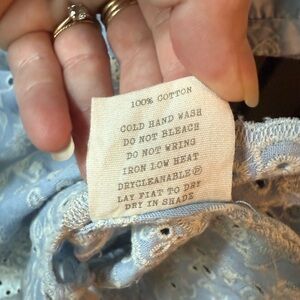 100% COTTON
COLD HAND WASH
DO NOT BLEACH
DO NOT WRING
IRON LOW HEAT
DRYCLEANABLE Ⓟ
LAY FLAT TO DRY
DRY IN SHADE